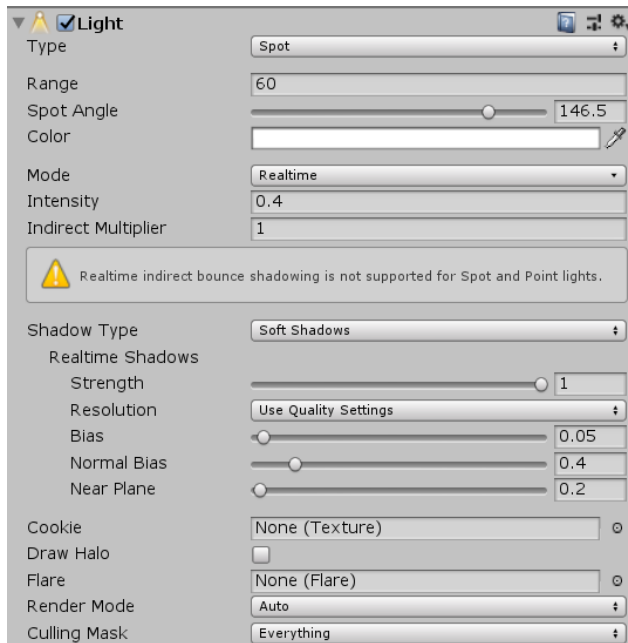 Light
Type Spot
Range 60
Spot Angle 146.5
Color
Mode Realtime
Intensity 0.4
Indirect Multiplier 1
Realtime indirect bounce shadowing is not supported for Spot and Point lights.
Shadow Type Soft Shadows
Realtime Shadows
Strength 1
Resolution Use Quality Settings
Bias 0.05
Normal Bias 0.4
Near Plane 0.2
Cookie None (Texture)
Draw Halo
Flare None (Flare)
Render Mode Auto
Culling Mask Everything